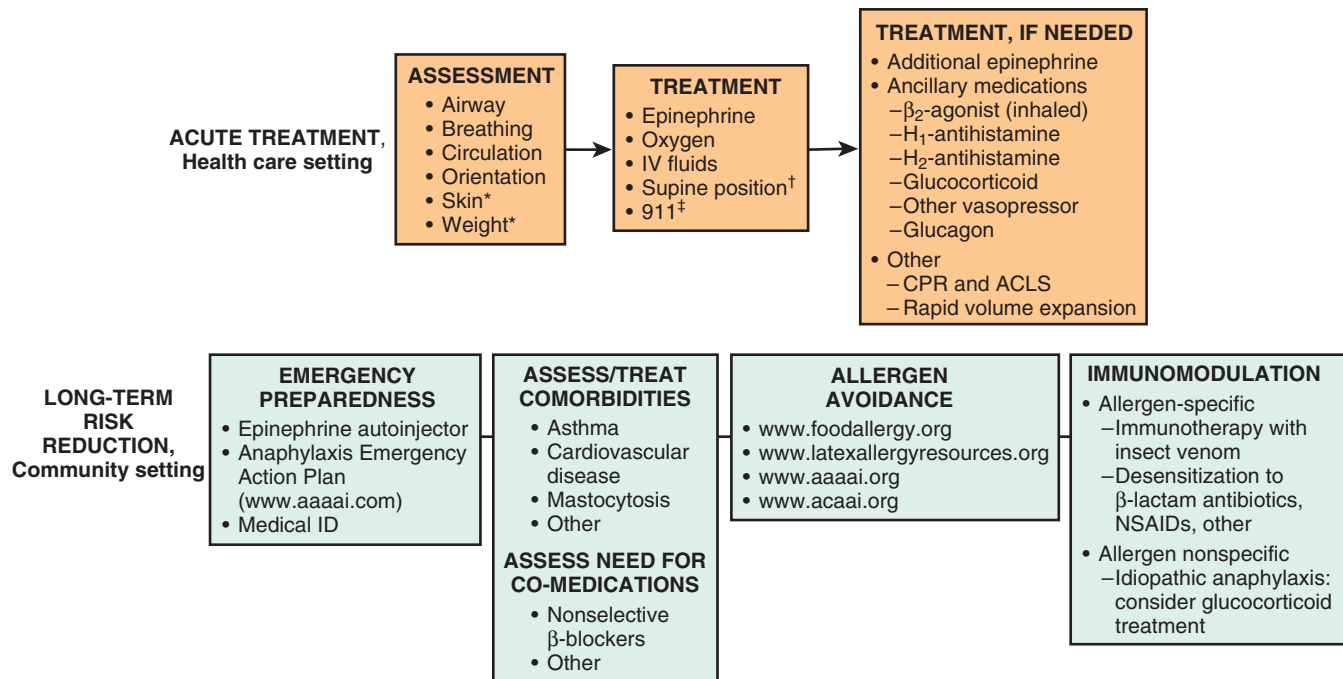 ACUTE TREATMENT,
Health care setting
ASSESSMENT
• Airway
• Breathing
• Circulation
• Orientation
• Skin*
• Weight*
TREATMENT
• Epinephrine
• Oxygen
• IV fluids
• Supine position†
• 911‡
TREATMENT, IF NEEDED
• Additional epinephrine
• Ancillary medications
–β₂-agonist (inhaled)
–H₁-antihistamine
–H₂-antihistamine
–Glucocorticoid
–Other vasopressor
–Glucagon
• Other
–CPR and ACLS
–Rapid volume expansion
LONG-TERM
RISK
REDUCTION,
Community setting
EMERGENCY
PREPAREDNESS
• Epinephrine autoinjector
• Anaphylaxis Emergency
Action Plan
(www.aaaai.com)
• Medical ID
ASSESS/TREAT
COMORBIDITIES
• Asthma
• Cardiovascular
disease
• Mastocytosis
• Other
ASSESS NEED FOR
CO-MEDICATIONS
• Nonselective
β-blockers
• Other
ALLERGEN
AVOIDANCE
• www.foodallergy.org
• www.latexallergyresources.org
• www.aaaai.org
• www.acaai.org
IMMUNOMODULATION
• Allergen-specific
–Immunotherapy with
insect venom
–Desensitization to
β-lactam antibiotics,
NSAIDs, other
• Allergen nonspecific
–Idiopathic anaphylaxis:
consider glucocorticoid
treatment